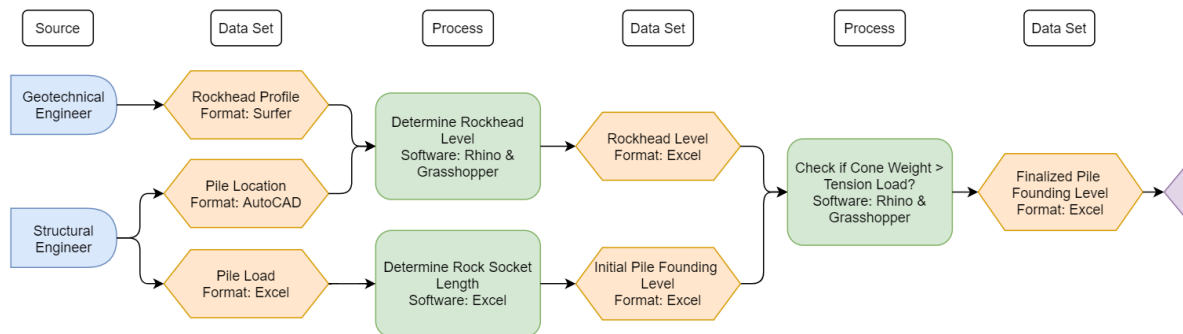 Source
Data Set
Process
Data Set
Process
Data Set
Geotechnical
Engineer
Rockhead Profile
Format: Surfer
Determine Rockhead
Level
Software: Rhino &
Grasshopper
Rockhead Level
Format: Excel
Pile Location
Format: AutoCAD
Check if Cone Weight >
Tension Load?
Software: Rhino &
Grasshopper
Finalized Pile
Founding Level
Format: Excel
Structural
Engineer
Pile Load
Format: Excel
Determine Rock Socket
Length
Software: Excel
Initial Pile Founding
Level
Format: Excel